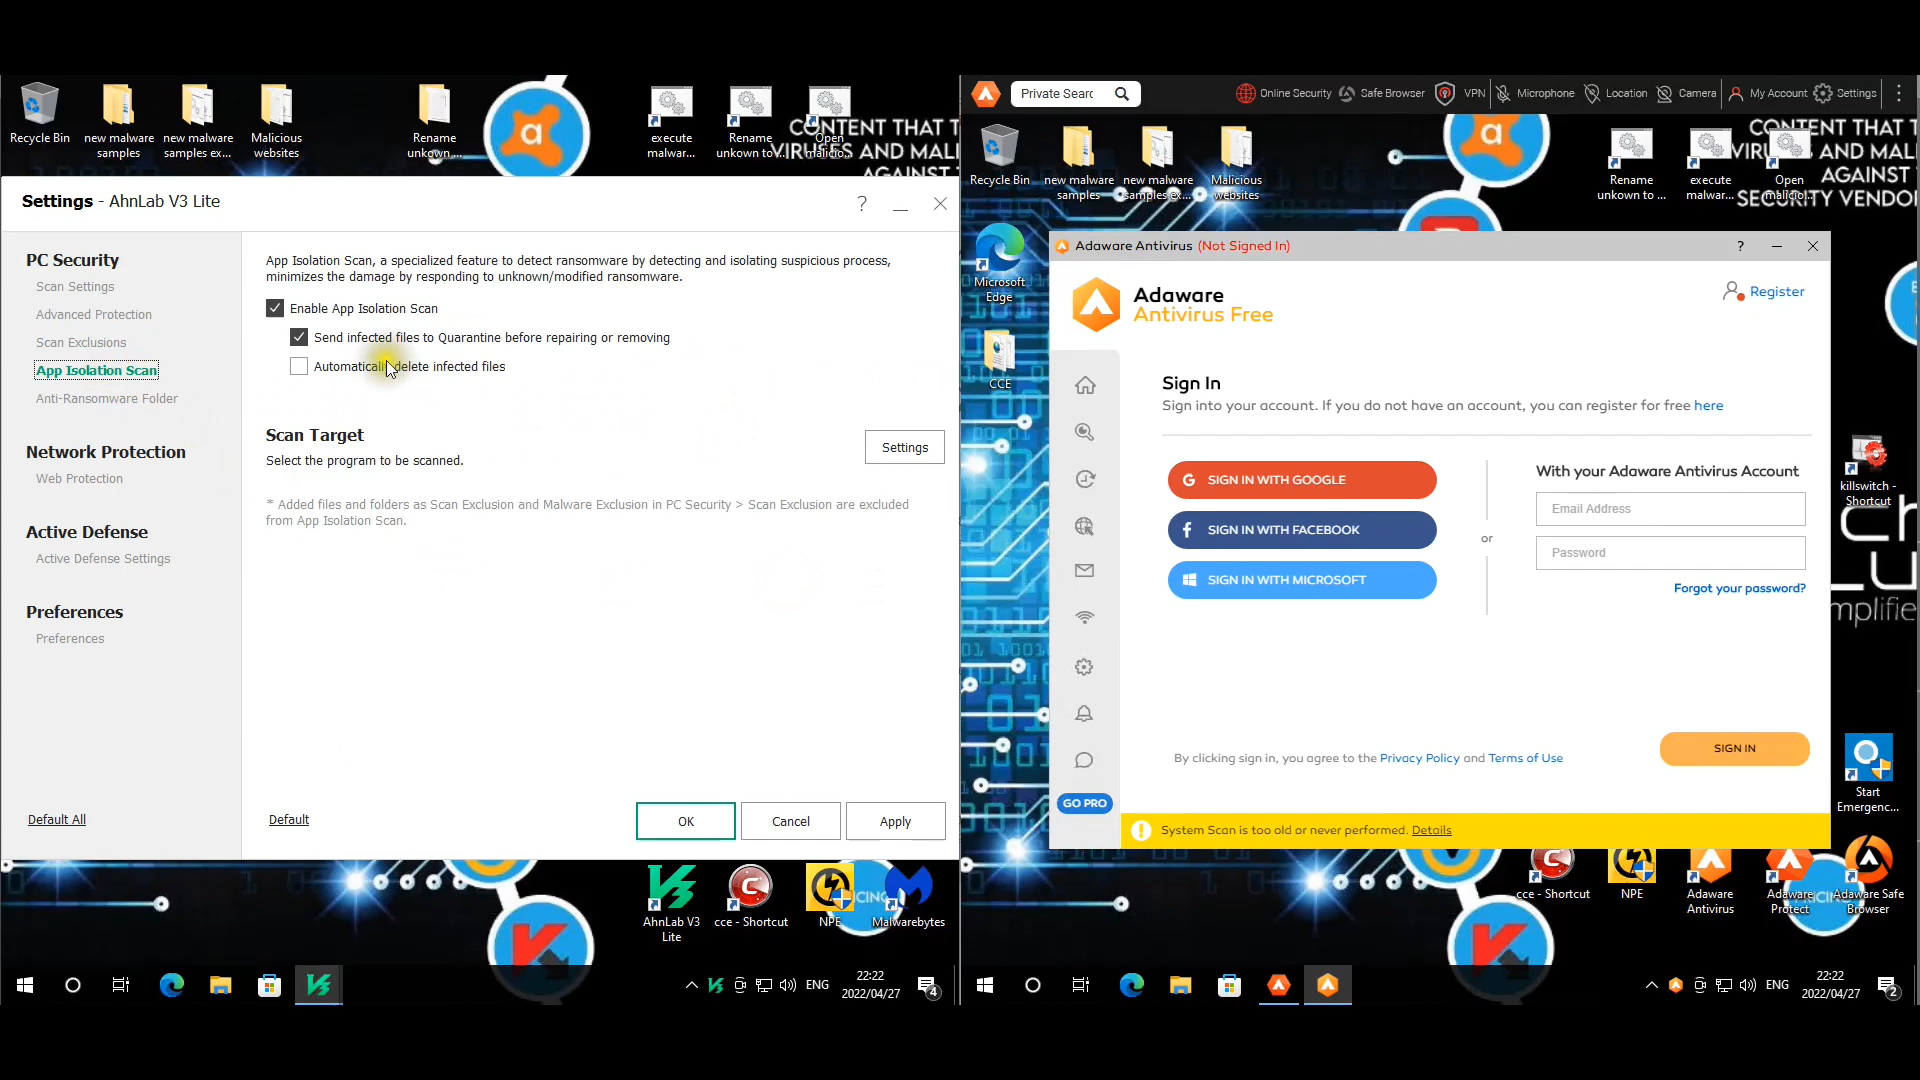 Recycle Bin
new malware
samples
new malware
samples ex...
Malicious
websites
Rename
unkown ...
execute
malwar...
Rename
unkown to ...
Open
malicio...
CONTENT THAT T
VIRUSES AND MALI
AGAINST
Settings - AhnLab V3 Lite
?
PC Security
Scan Settings
Advanced Protection
Scan Exclusions
App Isolation Scan
Anti-Ransomware Folder
Network Protection
Web Protection
Active Defense
Active Defense Settings
Preferences
Preferences
Default All
App Isolation Scan, a specialized feature to detect ransomware by detecting and isolating suspicious process,
minimizes the damage by responding to unknown/modified ransomware.
Enable App Isolation Scan
Send infected files to Quarantine before repairing or removing
Automatically delete infected files
Scan Target
Select the program to be scanned.
Settings
* Added files and folders as Scan Exclusion and Malware Exclusion in PC Security > Scan Exclusion are excluded
from App Isolation Scan.
Default
OK
Cancel
Apply
AhnLab V3
Lite
cce - Shortcut
NPE
Malwarebytes
ENG
22:22
2022/04/27
4
Private Searc
Online Security
Safe Browser
VPN
Microphone
Location
Camera
My Account
Settings
Recycle Bin
new malware
samples
new malware
samples ex...
Malicious
websites
Rename
unkown to ...
execute
malwar...
Open
malicio...
CONTENT THAT T
VIRUSES AND MALI
AGAINST
SECURITY VENDO
Microsoft
Edge
CCE
Adaware Antivirus (Not Signed In)
?
Adaware
Antivirus Free
Register
Sign In
Sign into your account. If you do not have an account, you can register for free here
SIGN IN WITH GOOGLE
SIGN IN WITH FACEBOOK
SIGN IN WITH MICROSOFT
or
With your Adaware Antivirus Account
Email Address
Password
Forgot your password?
By clicking sign in, you agree to the Privacy Policy and Terms of Use
SIGN IN
GO PRO
System Scan is too old or never performed. Details
killswitch -
Shortcut
mplifie
Start
Emergenc...
cce - Shortcut
NPE
Adaware
Antivirus
Adaware
Protect
Adaware Safe
Browser
ENG
22:22
2022/04/27
2